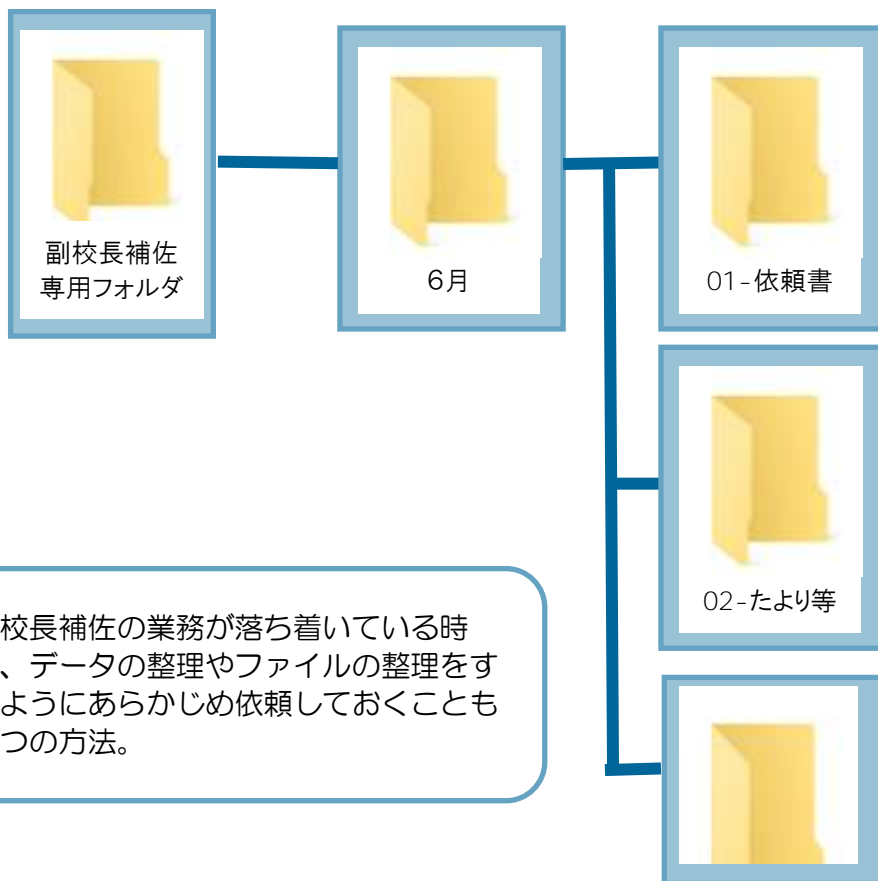 副校長補佐
専用フォルダ
6月
01-依頼書
02-たより等
校長補佐の業務が落ち着いている時
、データの整理やファイルの整理をす
ようにあらかじめ依頼しておくことも
つの方法。